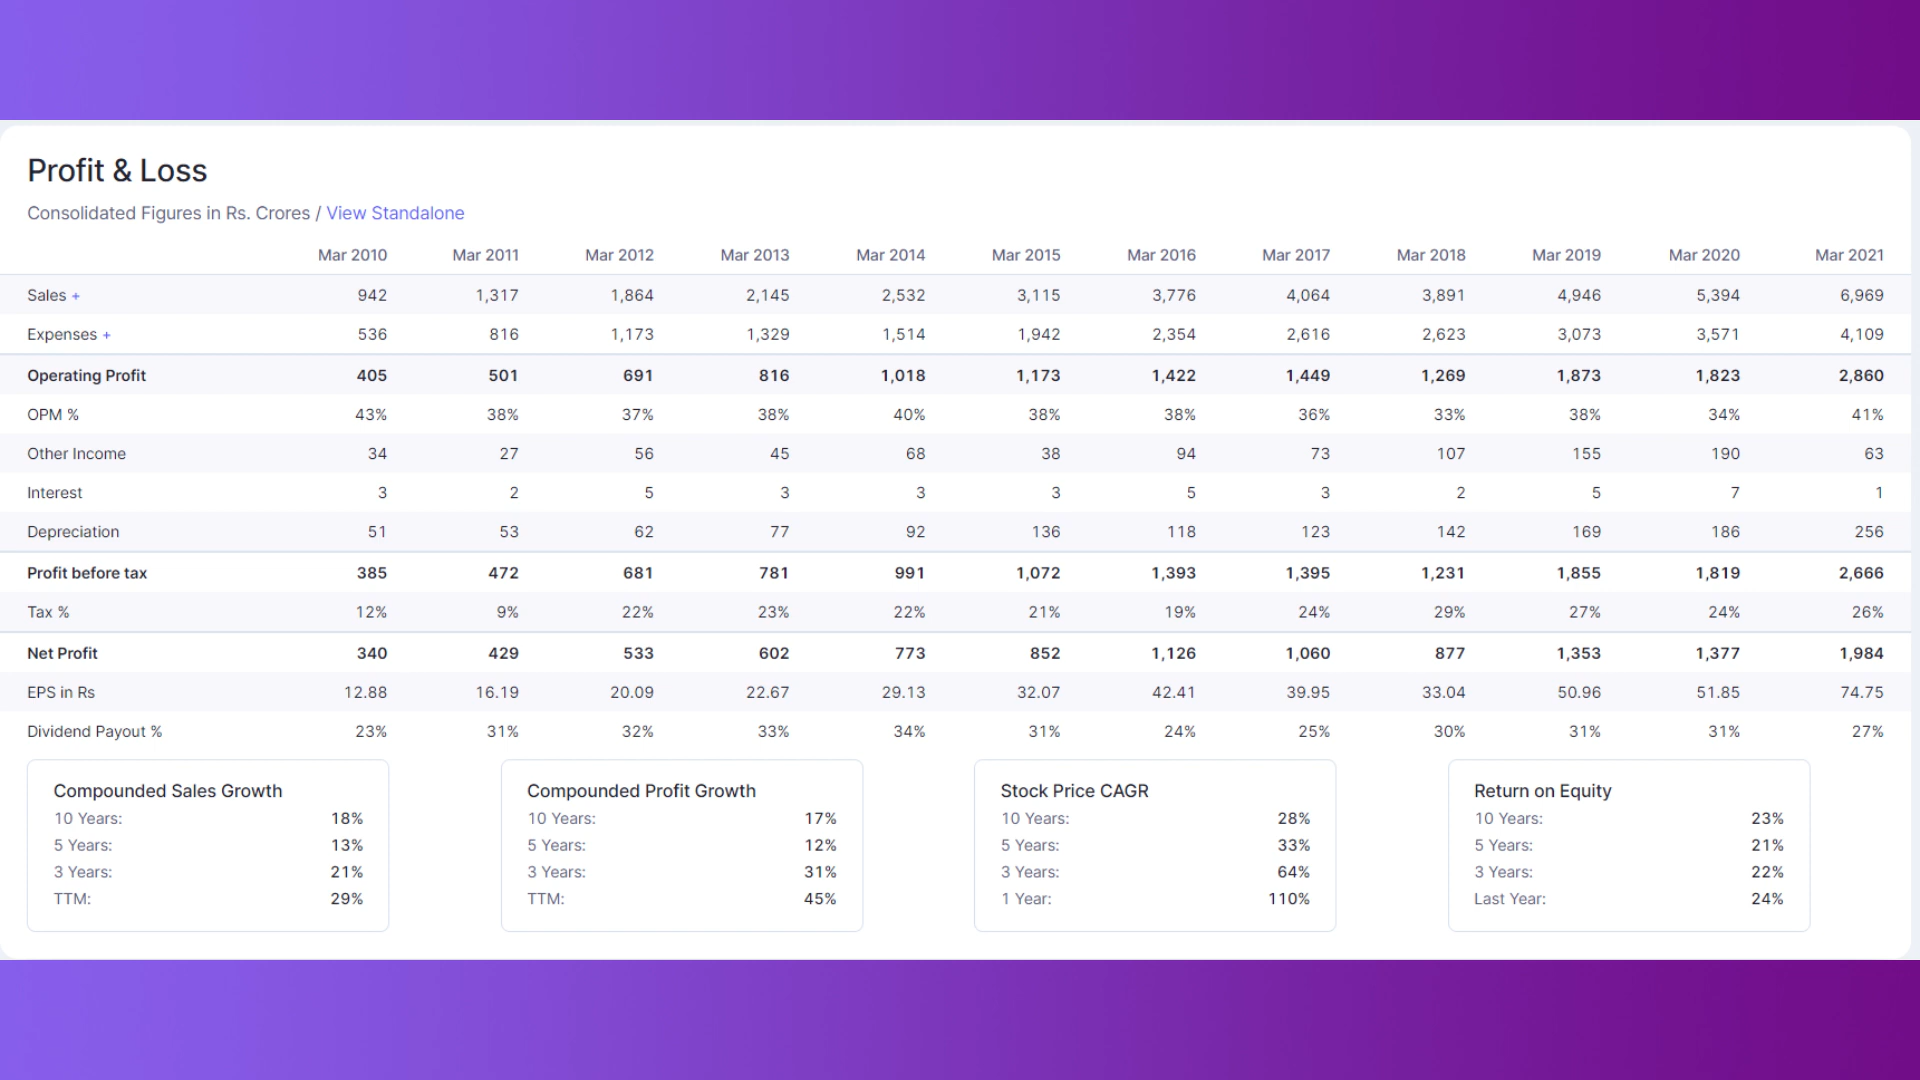 Profit & Loss
Consolidated Figures in Rs. Crores / View Standalone
Mar 2010 Mar 2011 Mar 2012 Mar 2013 Mar 2014 Mar 2015 Mar 2016 Mar 2017 Mar 2018 Mar 2019 Mar 2020 Mar 2021
Sales + 942 1,317 1,864 2,145 2,532 3,115 3,776 4,064 3,891 4,946 5,394 6,969
Expenses + 536 816 1,173 1,329 1,514 1,942 2,354 2,616 2,623 3,073 3,571 4,109
Operating Profit 405 501 691 816 1,018 1,173 1,422 1,449 1,269 1,873 1,823 2,860
OPM % 43% 38% 37% 38% 40% 38% 38% 36% 33% 38% 34% 41%
Other Income 34 27 56 45 68 38 94 73 107 155 190 63
Interest 3 2 5 3 3 3 5 3 2 5 7 1
Depreciation 51 53 62 77 92 136 118 123 142 169 186 256
Profit before tax 385 472 681 781 991 1,072 1,393 1,395 1,231 1,855 1,819 2,666
Tax % 12% 9% 22% 23% 22% 21% 19% 24% 29% 27% 24% 26%
Net Profit 340 429 533 602 773 852 1,126 1,060 877 1,353 1,377 1,984
EPS in Rs 12.88 16.19 20.09 22.67 29.13 32.07 42.41 39.95 33.04 50.96 51.85 74.75
Dividend Payout % 23% 31% 32% 33% 34% 31% 24% 25% 30% 31% 31% 27%
Compounded Sales Growth
10 Years: 18%
5 Years: 13%
3 Years: 21%
TTM: 29%
Compounded Profit Growth
10 Years: 17%
5 Years: 12%
3 Years: 31%
TTM: 45%
Stock Price CAGR
10 Years: 28%
5 Years: 33%
3 Years: 64%
1 Year: 110%
Return on Equity
10 Years: 23%
5 Years: 21%
3 Years: 22%
Last Year: 24%